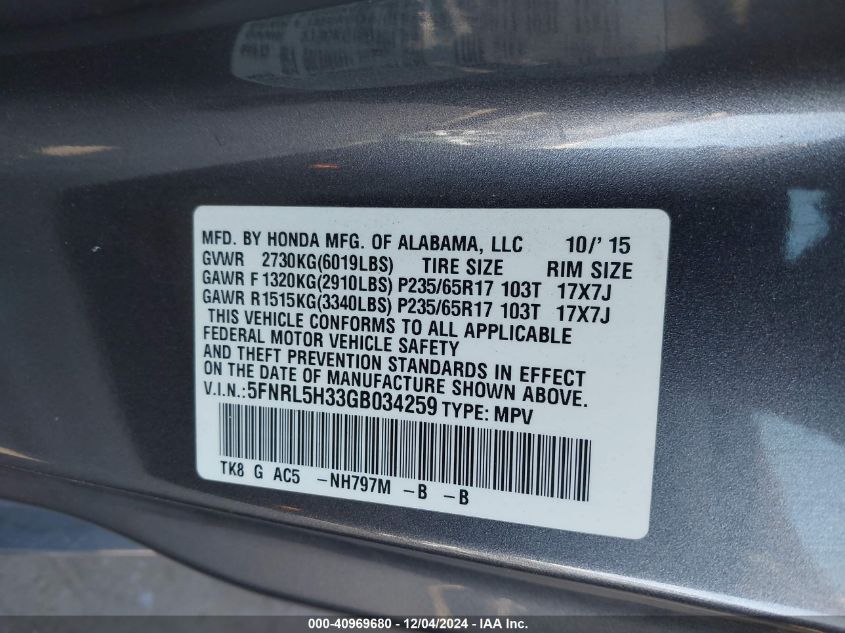 MFD. BY HONDA MFG. OF ALABAMA, LLC 10/'15
GVWR 2730KG(6019LBS) TIRE SIZE RIM SIZE
GAWR F 1320KG(2910LBS) P235/65R17 103T 17X7J
GAWR R1515KG(3340LBS) P235/65R17 103T 17X7J
THIS VEHICLE CONFORMS TO ALL APPLICABLE
FEDERAL MOTOR VEHICLE SAFETY
AND THEFT PREVENTION STANDARDS IN EFFECT
ON THE DATE OF MANUFACTURE SHOWN ABOVE.
V.I.N.:5FNRL5H33GB034259 TYPE: MPV
TK8 G AC5 -NH797M -B -B
000-40969680 - 12/04/2024 - IAA, Inc.